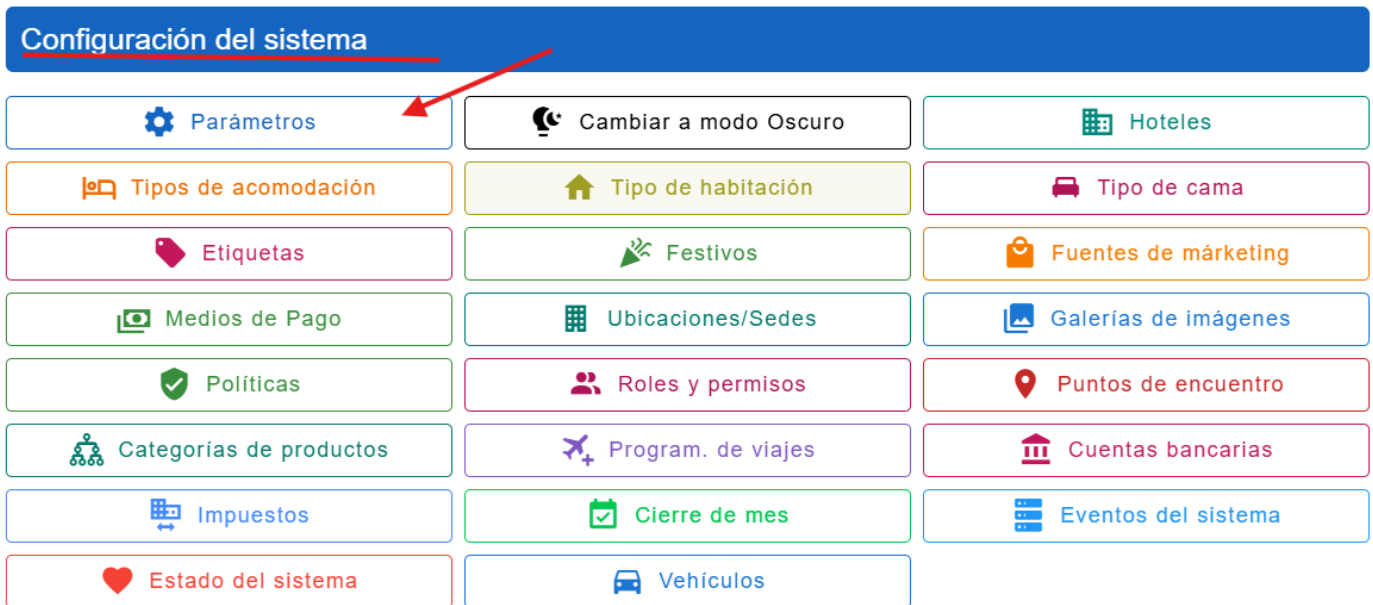 Configuración del sistema
Parámetros
Cambiar a modo Oscuro
Hoteles
Tipos de acomodación
Tipo de habitación
Tipo de cama
Etiquetas
Festivos
Fuentes de márketing
Medios de Pago
Ubicaciones/Sedes
Galerías de imágenes
Políticas
Roles y permisos
Puntos de encuentro
Categorías de productos
Program. de viajes
Cuentas bancarias
Impuestos
Cierre de mes
Eventos del sistema
Estado del sistema
Vehículos